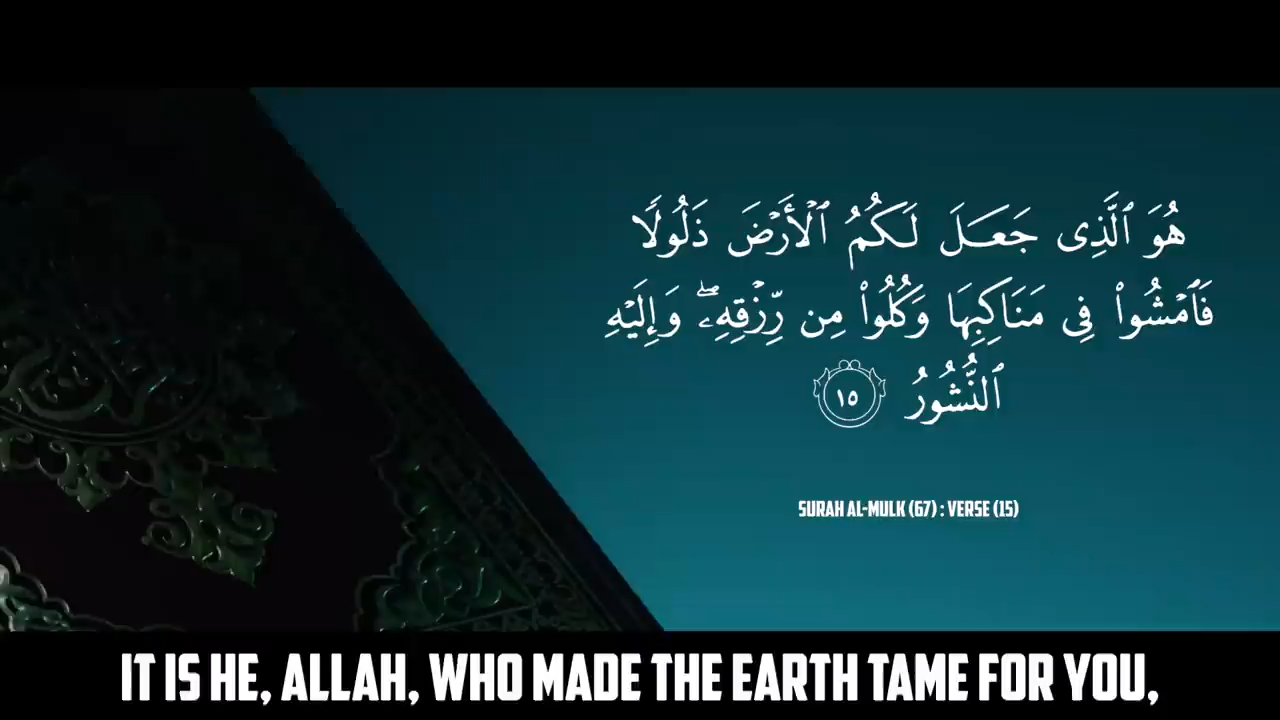 هُوَ ٱلَّذِى جَعَلَ لَكُمُ ٱلْأَرْضَ ذَلُولًا
فَٱمْشُوا۟ فِى مَنَاكِبِهَا وَكُلُوا۟ مِن رِّزْقِهِۦ ۖ وَإِلَيْهِ
ٱلنُّشُورُ ١٥
SURAH AL-MULK (67) : VERSE (15)
IT IS HE, ALLAH, WHO MADE THE EARTH TAME FOR YOU,